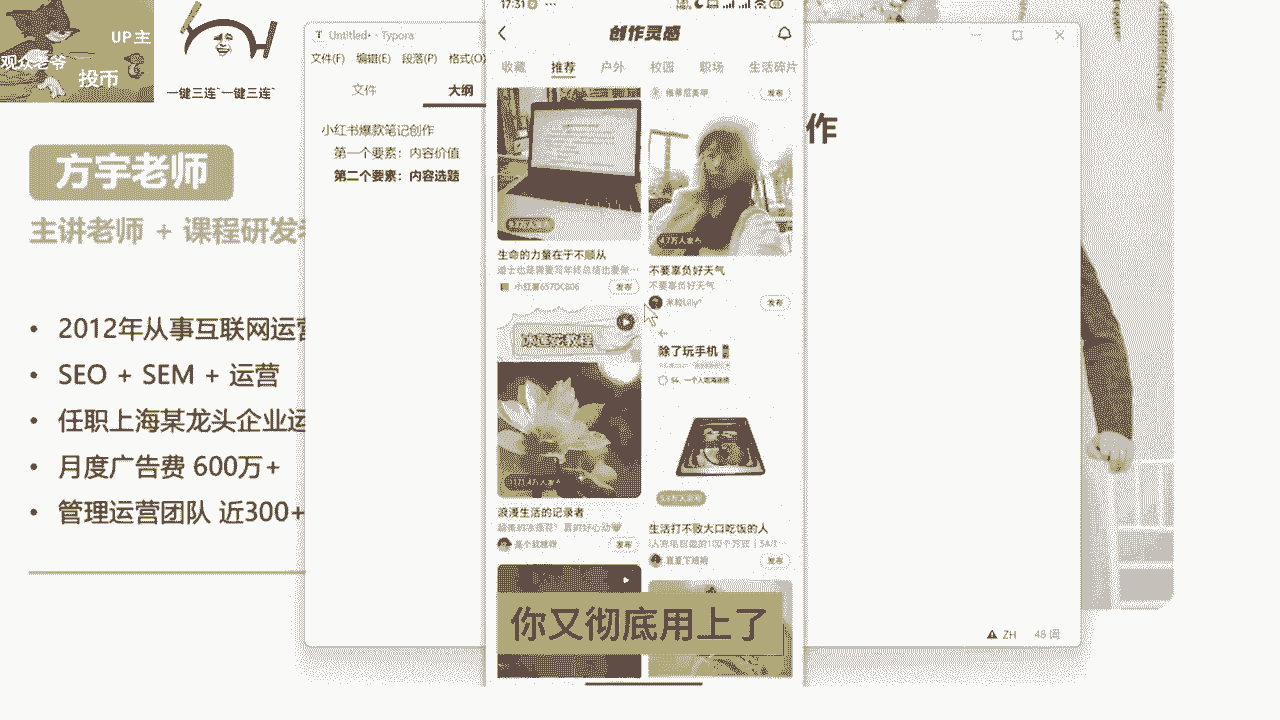 UP主
观众老爷
投币
一键三连`一键三连`
方宇老师
主讲老师 + 课程研发
• 2012年从事互联网运营
• SEO + SEM + 运营
• 任职上海某龙头企业运
• 月度广告费 600万+
• 管理运营团队 近300+
Untitled• - Typora
文件(F) 编辑(E) 段落(P) 格式(O)
文件 大纲
小红书爆款笔记创作
第一个要素：内容价值
第二个要素：内容选题
作
ZH 48 词
17:31
创作灵感
收藏 推荐 户外 校园 职场 生活碎片
发布
生命的力量在于不顺从
小红薯657DC806 发布
4.7万人发布
不要辜负好天气
不要辜负好天气
米粒Lilly° 发布
浪漫生活的记录者
发布
除了玩手机
生活打不败大口吃饭的人
发布
你又彻底用上了